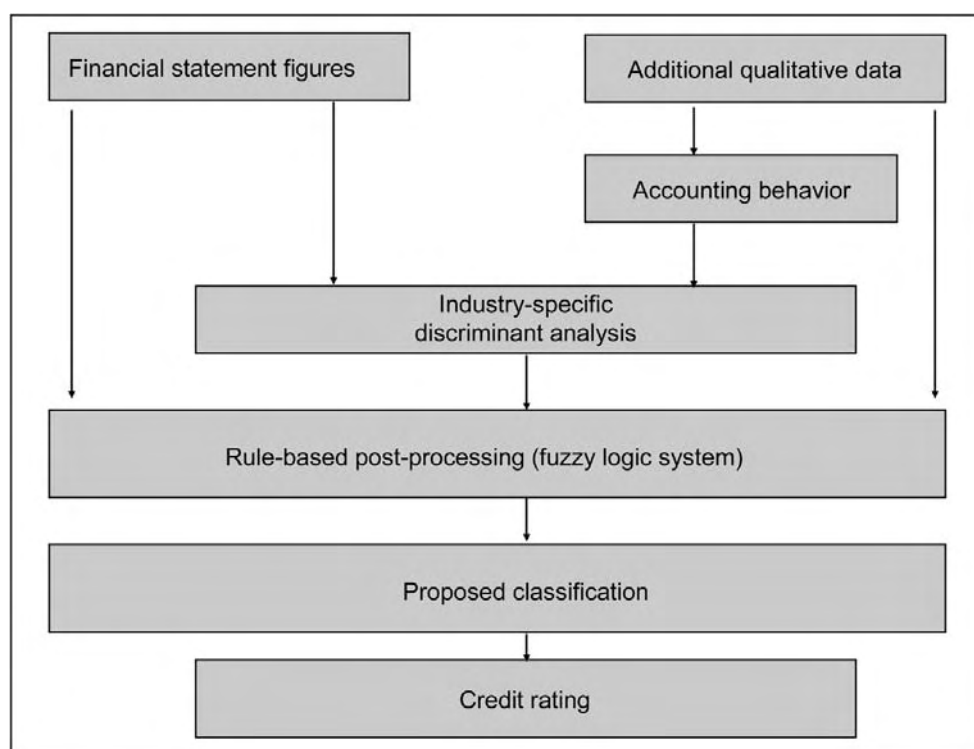 Financial statement figures
Additional qualitative data
Accounting behavior
Industry-specific
discriminant analysis
Rule-based post-processing (fuzzy logic system)
Proposed classification
Credit rating